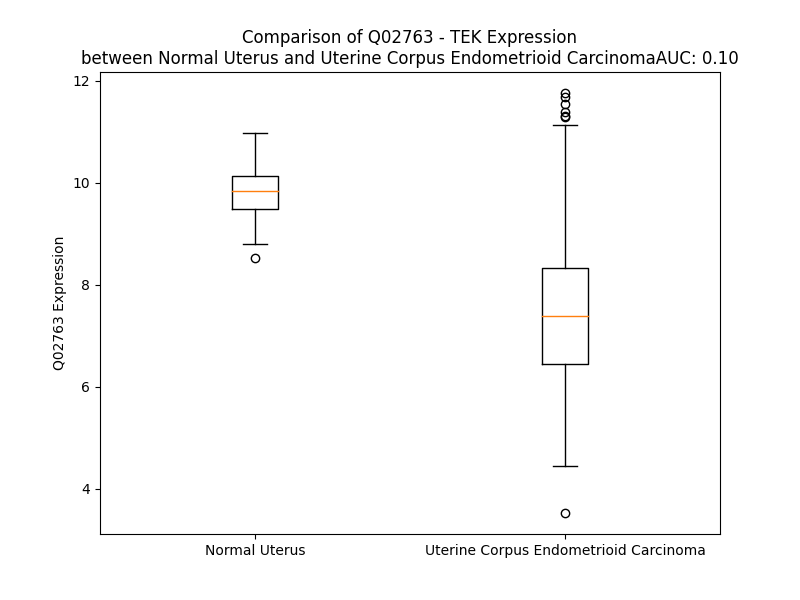 Comparison of Q02763 - TEK Expression
between Normal Uterus and Uterine Corpus Endometrioid CarcinomaAUC: 0.10
12
10
8
6
4
Q02763 Expression
Normal Uterus
Uterine Corpus Endometrioid Carcinoma